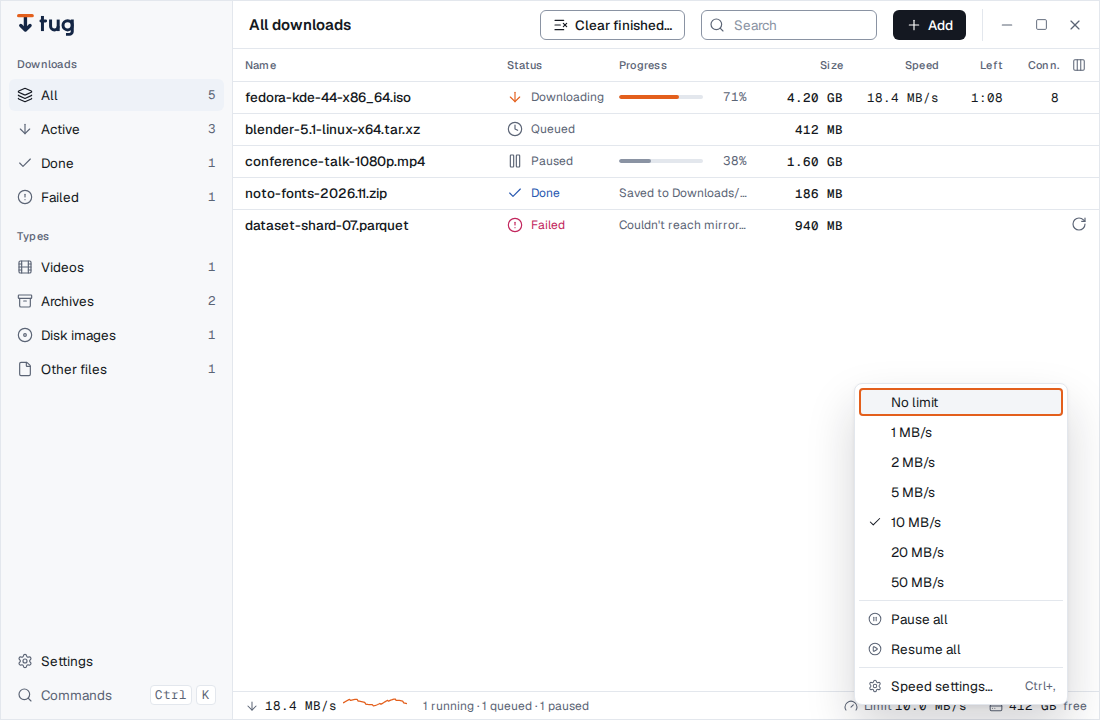 tug
All downloads
Clear finished…
Search
Add
Downloads
All 5
Active 3
Done 1
Failed 1
Types
Videos 1
Archives 2
Disk images 1
Other files 1
Settings
Commands Ctrl K
Name Status Progress Size Speed Left Conn.
fedora-kde-44-x86_64.iso Downloading 71% 4.20 GB 18.4 MB/s 1:08 8
blender-5.1-linux-x64.tar.xz Queued 412 MB
conference-talk-1080p.mp4 Paused 38% 1.60 GB
noto-fonts-2026.11.zip Done Saved to Downloads/… 186 MB
dataset-shard-07.parquet Failed Couldn't reach mirror… 940 MB
No limit
1 MB/s
2 MB/s
5 MB/s
10 MB/s
20 MB/s
50 MB/s
Pause all
Resume all
Speed settings… Ctrl+,
18.4 MB/s 1 running · 1 queued · 1 paused Limit 10.0 MB/s 412 GB free